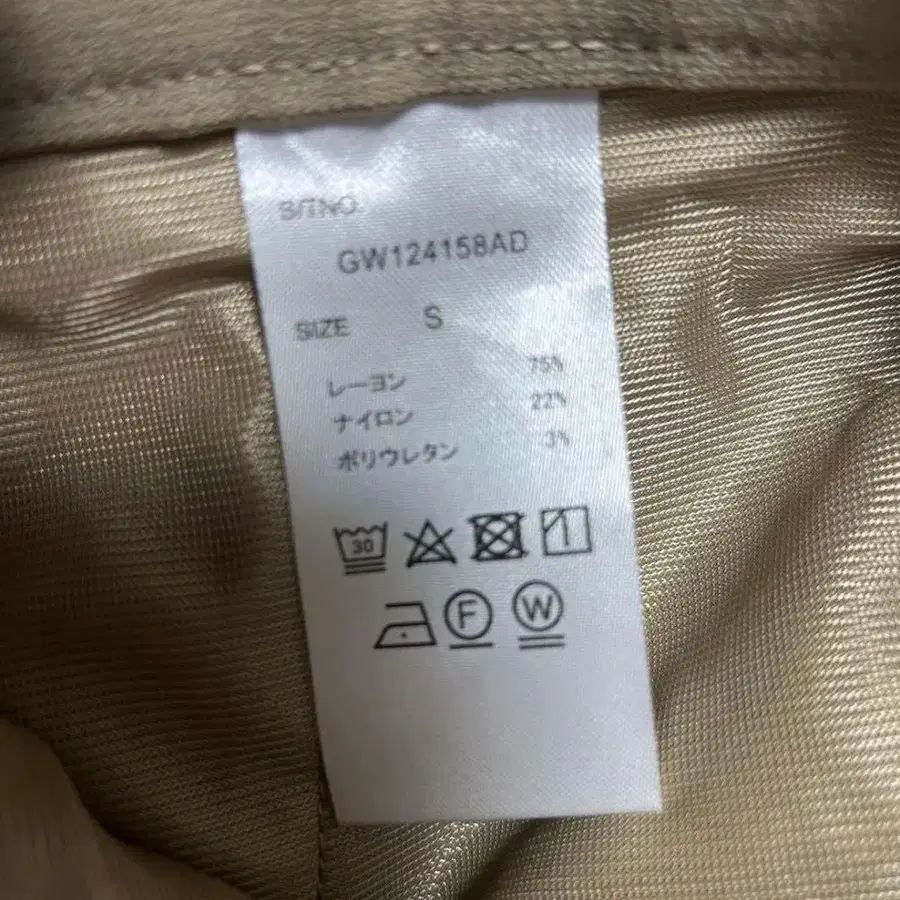 S/TNO
GW124158AD
SIZE S
レーヨン 75%
ナイロン 22%
ポリウレタン 3%
30
F W